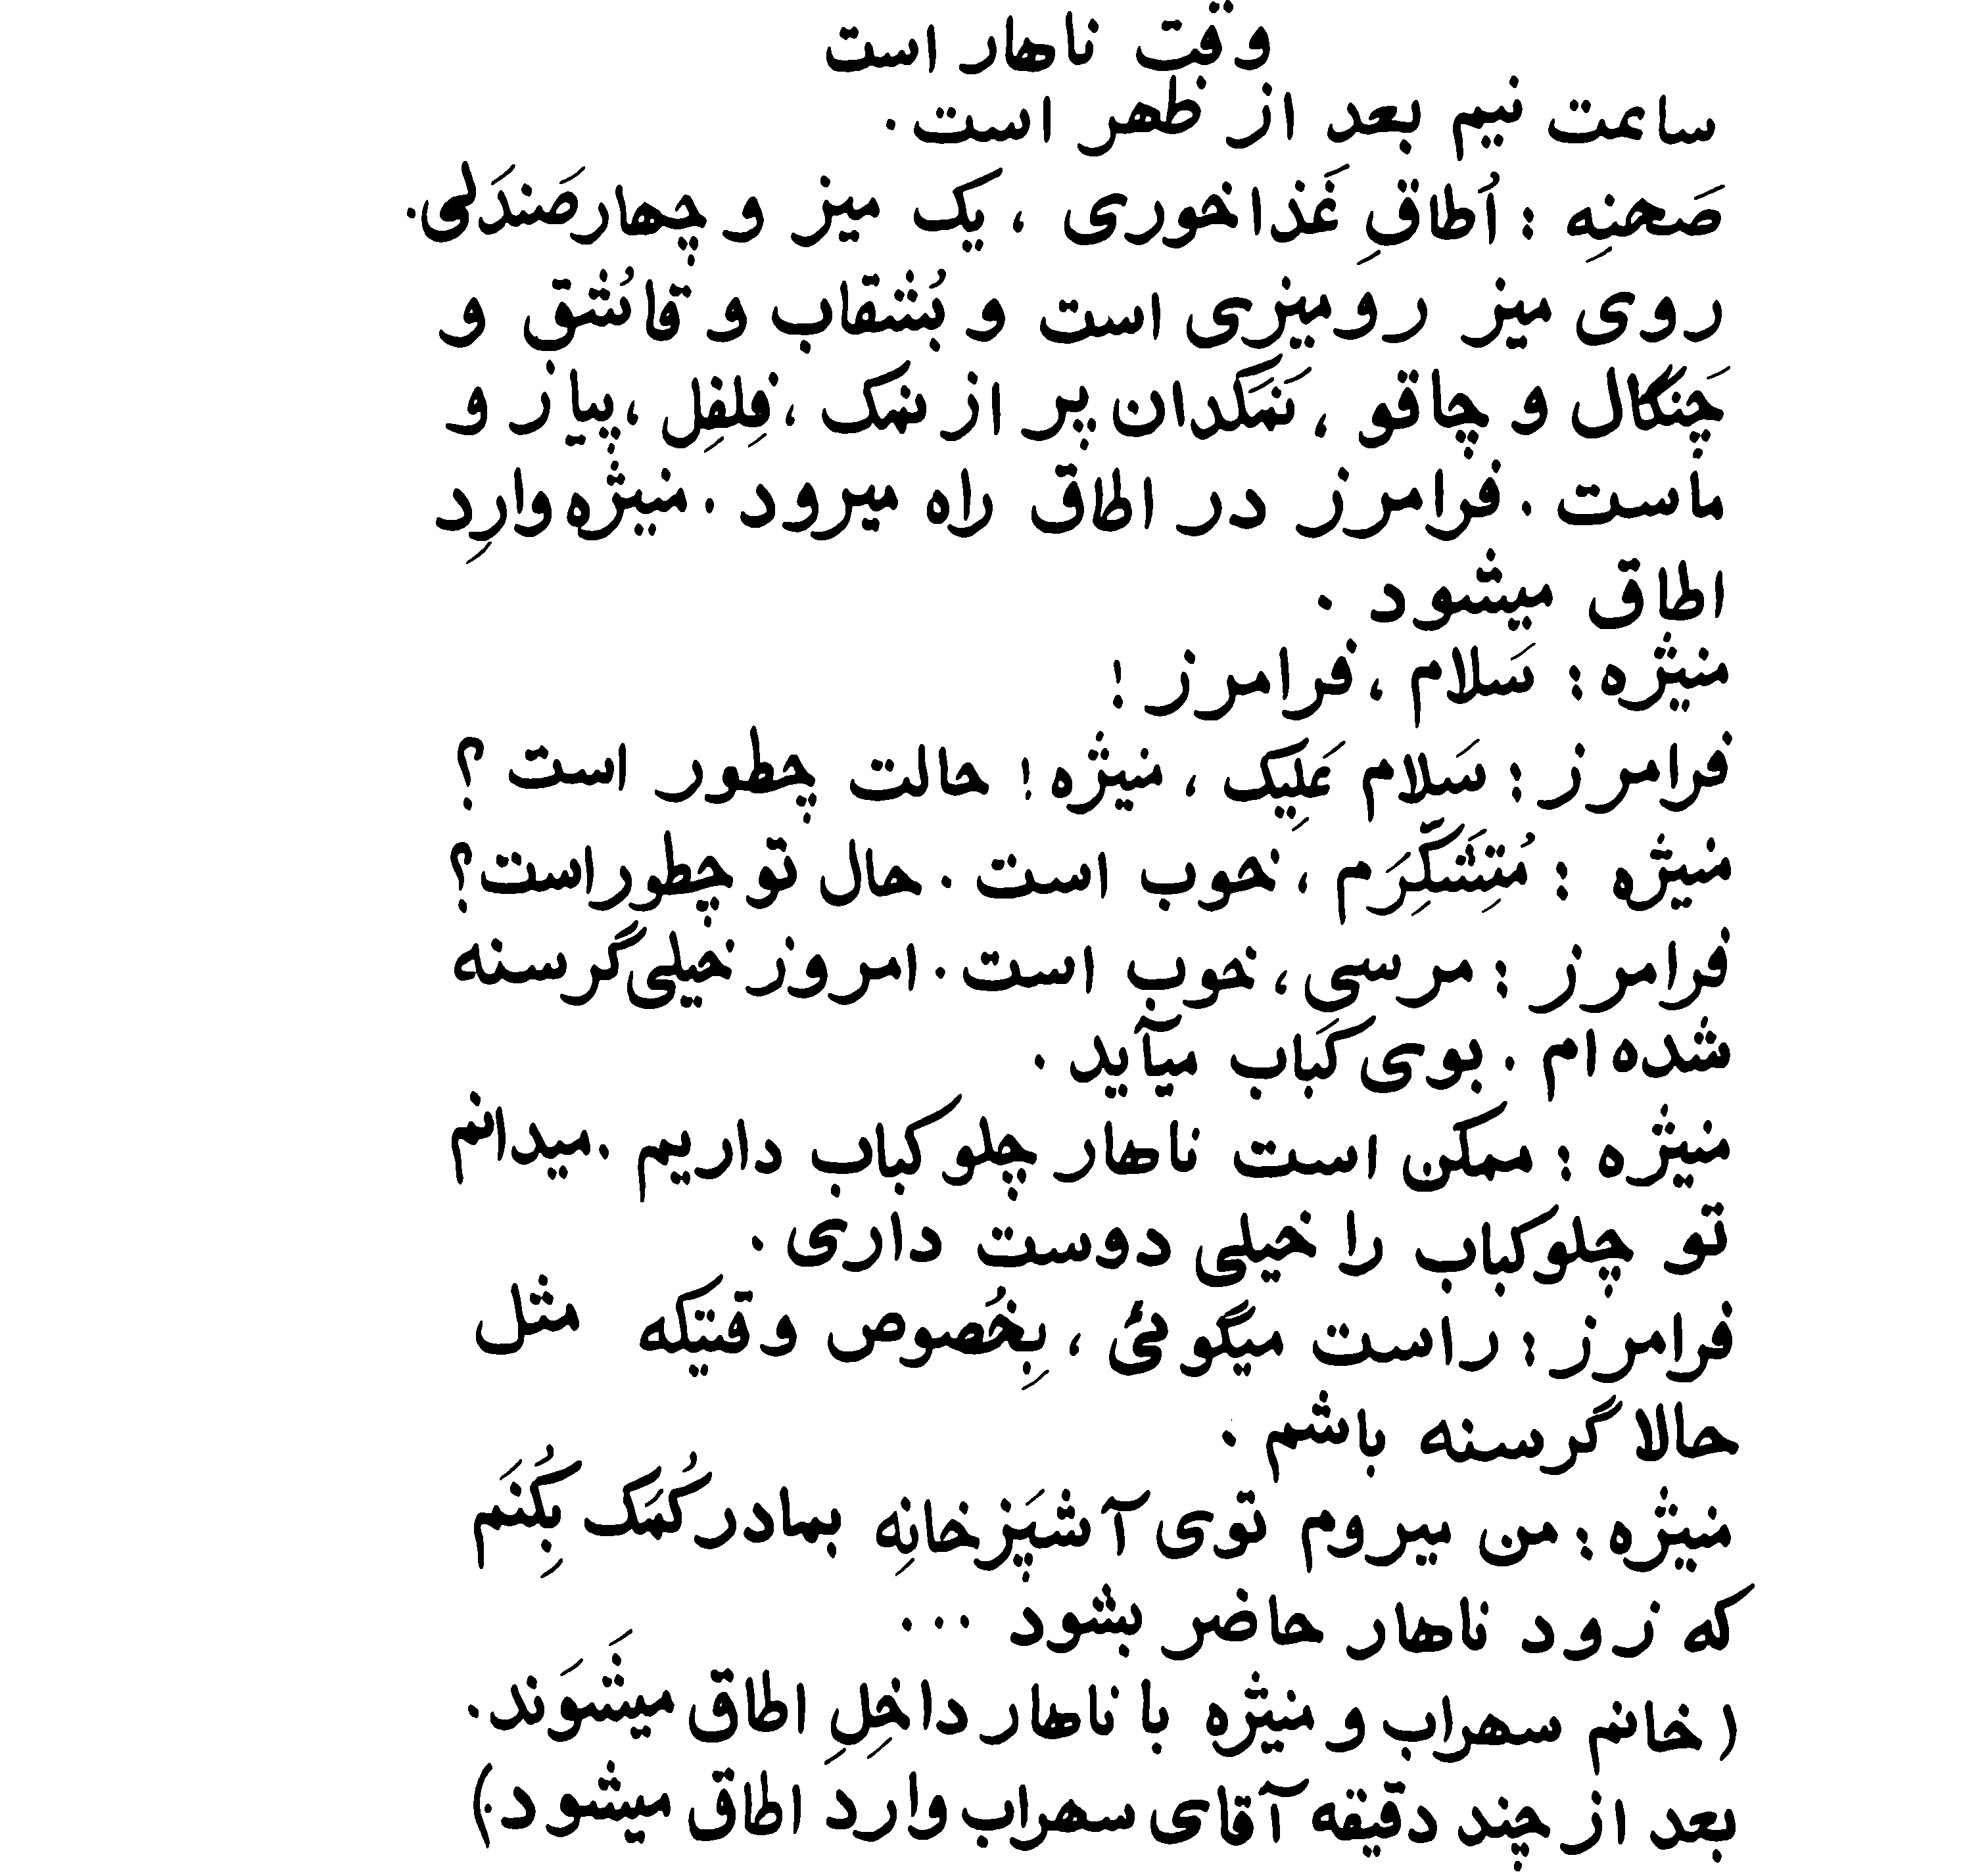 وقت ناهار است
ساعت نیم بعد از ظهر است.
صَحنِه : اُطاقِ غَذاخوری ، یک میز و چهارصَندَلی.
روی میز رومیزی است و بُشقاب و قاشُق و
چَنگال و چاقو ، نَمَکدان پر از نمک ، فِلفِل ، پیاز و
ماست . فرامرز در اطاق راه میرود . منیژه وارِد
اطاق میشود .
منیژه : سَلام ، فرامرز !
فرامرز : سَلام عَلِیک ، منیژه ! حالت چطور است ؟
منیژه : مُتِشَکِّرَم ، خوب است . حال تو چطور است؟
فرامرز : مرسی ، خوب است . امروز خیلی گرسنه
شده ام . بوی کَباب میآید .
منیژه : ممکن است ناهار چلو کباب داریم . میدانم
تو چلوکباب را خیلی دوست داری .
فرامرز : راست میگوئی ، بِخُصوص وقتیکه مثل
حالا گرسنه باشم .
منیژه : من میروم توی آشپَزخانِه بمادر کُمَک بِکُنَم
که زود ناهار حاضر بشود ...
( خانم سهراب و منیژه با ناهار داخِلِ اطاق میشَوَند .
بعد از چند دقیقه آقای سهراب وارِد اطاق میشود .)